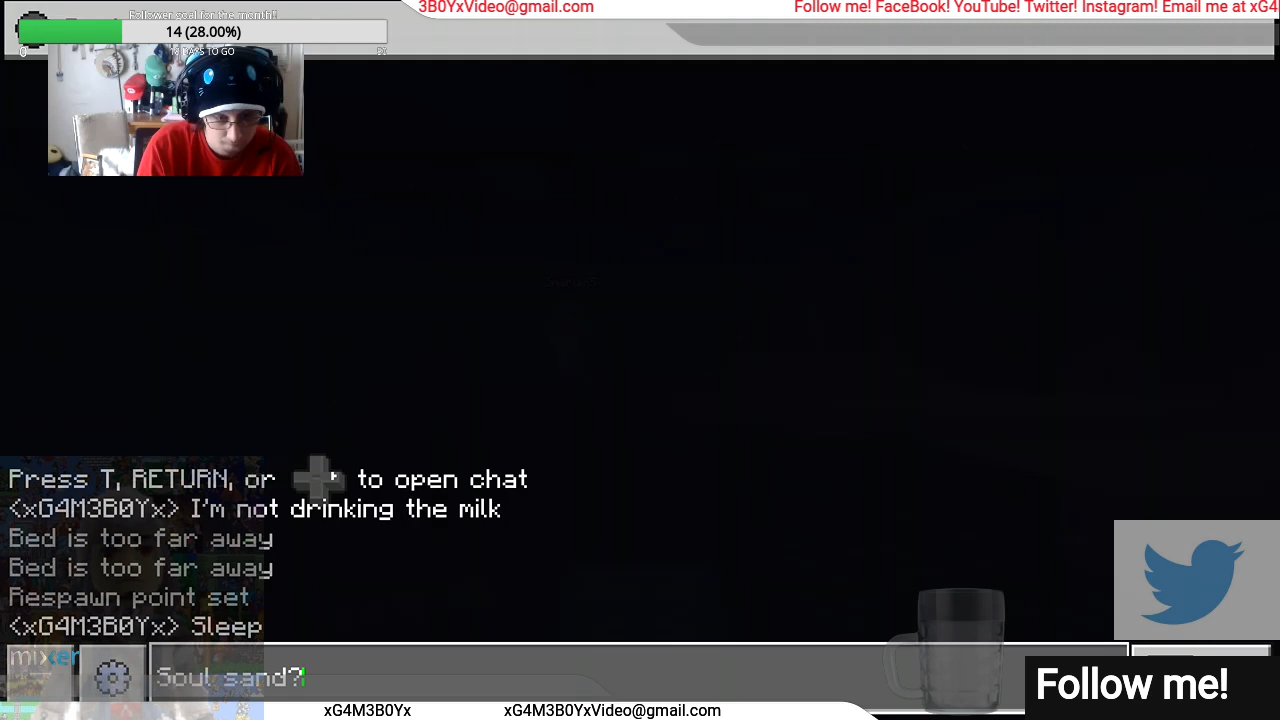 3B0YxVideo@gmail.com
Follow me! FaceBook! YouTube! Twitter! Instagram! Email me at xG4
Follower goal for the month!!
14 (28.00%)
0
Press T, RETURN, or to open chat
<xG4M3B0Yx> I'm not drinking the milk
Bed is too far away
Bed is too far away
Respawn point set
<xG4M3B0Yx> Sleep
mixer
Soul sand?
Follow me!
xG4M3B0Yx
xG4M3B0YxVideo@gmail.com